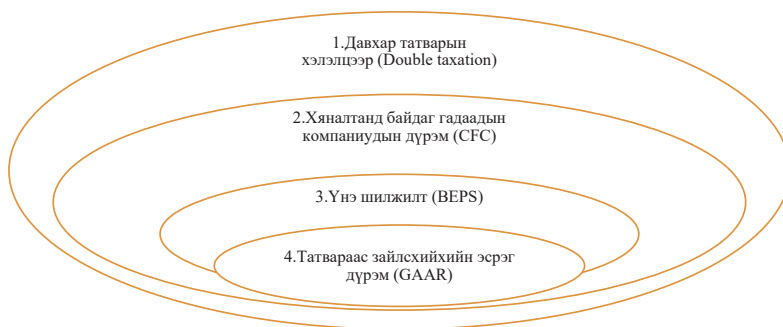 1.Давхар татварын
хэлэлцээр (Double taxation)
2.Хяналтанд байдаг гадаадын
компаниудын дүрэм (CFC)
3.Үнэ шилжилт (BEPS)
4.Татвараас зайлсхийхийн эсрэг
дүрэм (GAAR)